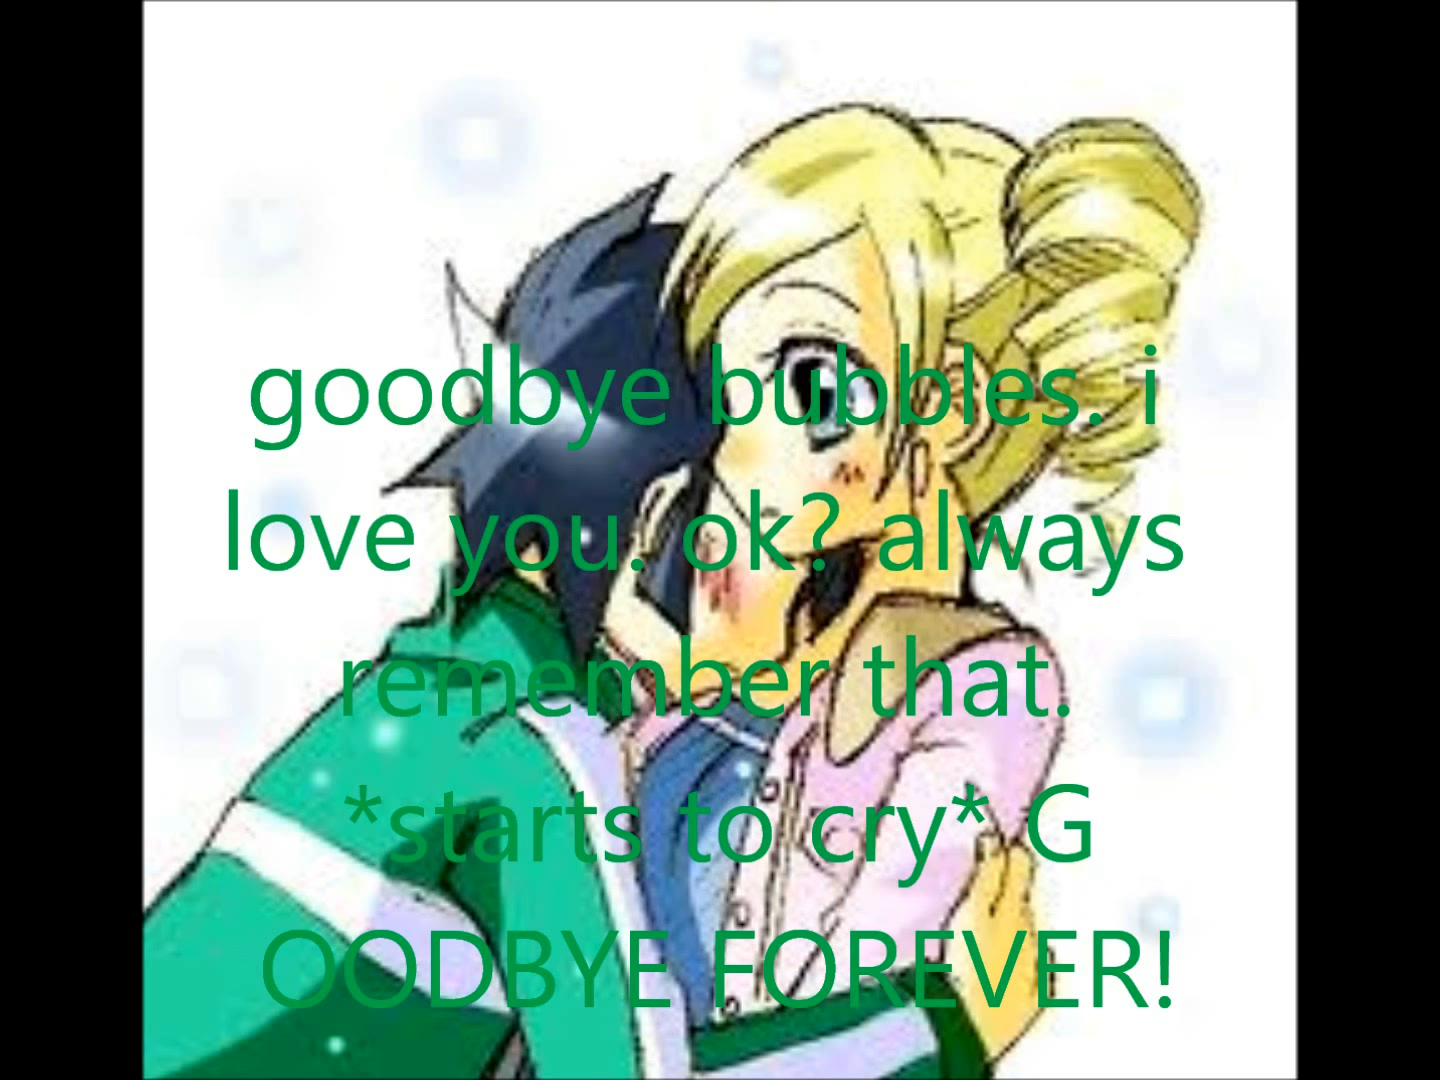 goodbye bubbles. i
love you. ok? always
remember that.
*starts to cry* G
OODBYE FOREVER!